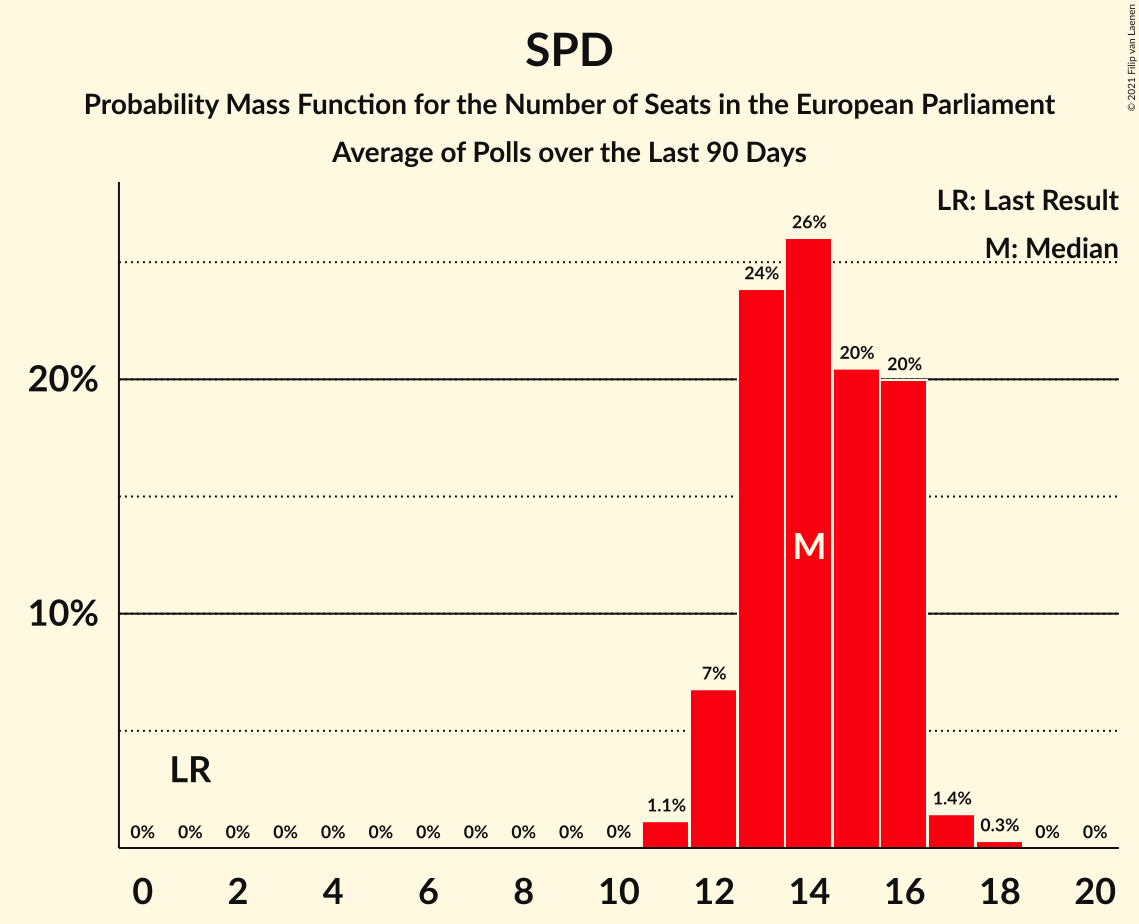 SPD
Probability Mass Function for the Number of Seats in the European Parliament
Average of Polls over the Last 90 Days
© 2021 Filip van Laenen
LR: Last Result
M: Median
26%
24%
20%
20%
20%
M
10%
7%
LR
1.1%
1.4%
0.3%
0% 0% 0% 0% 0% 0% 0% 0% 0% 0% 0% 0% 0%
0 2 4 6 8 10 12 14 16 18 20